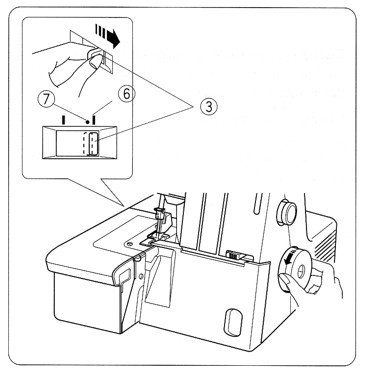 ⑦ ⑥ ③